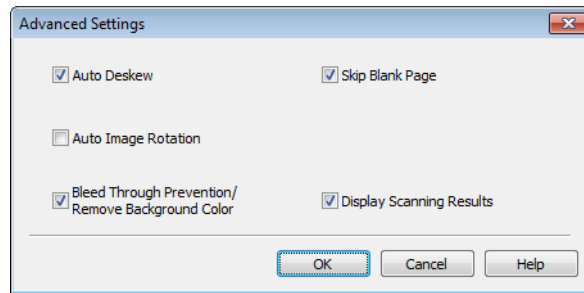 Advanced Settings
Auto Deskew
Skip Blank Page
Auto Image Rotation
Bleed Through Prevention/
Remove Background Color
Display Scanning Results
OK
Cancel
Help